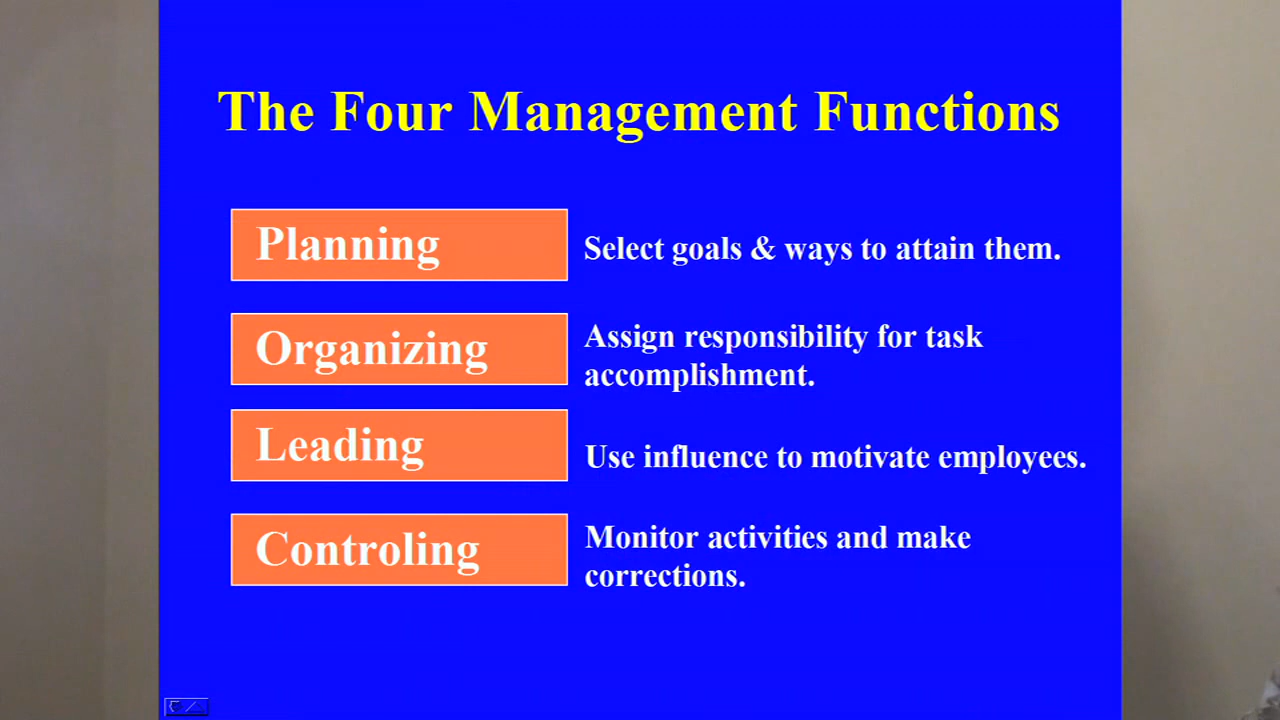 The Four Management Functions
Planning
Select goals & ways to attain them.
Organizing
Assign responsibility for task
accomplishment.
Leading
Use influence to motivate employees.
Controling
Monitor activities and make
corrections.